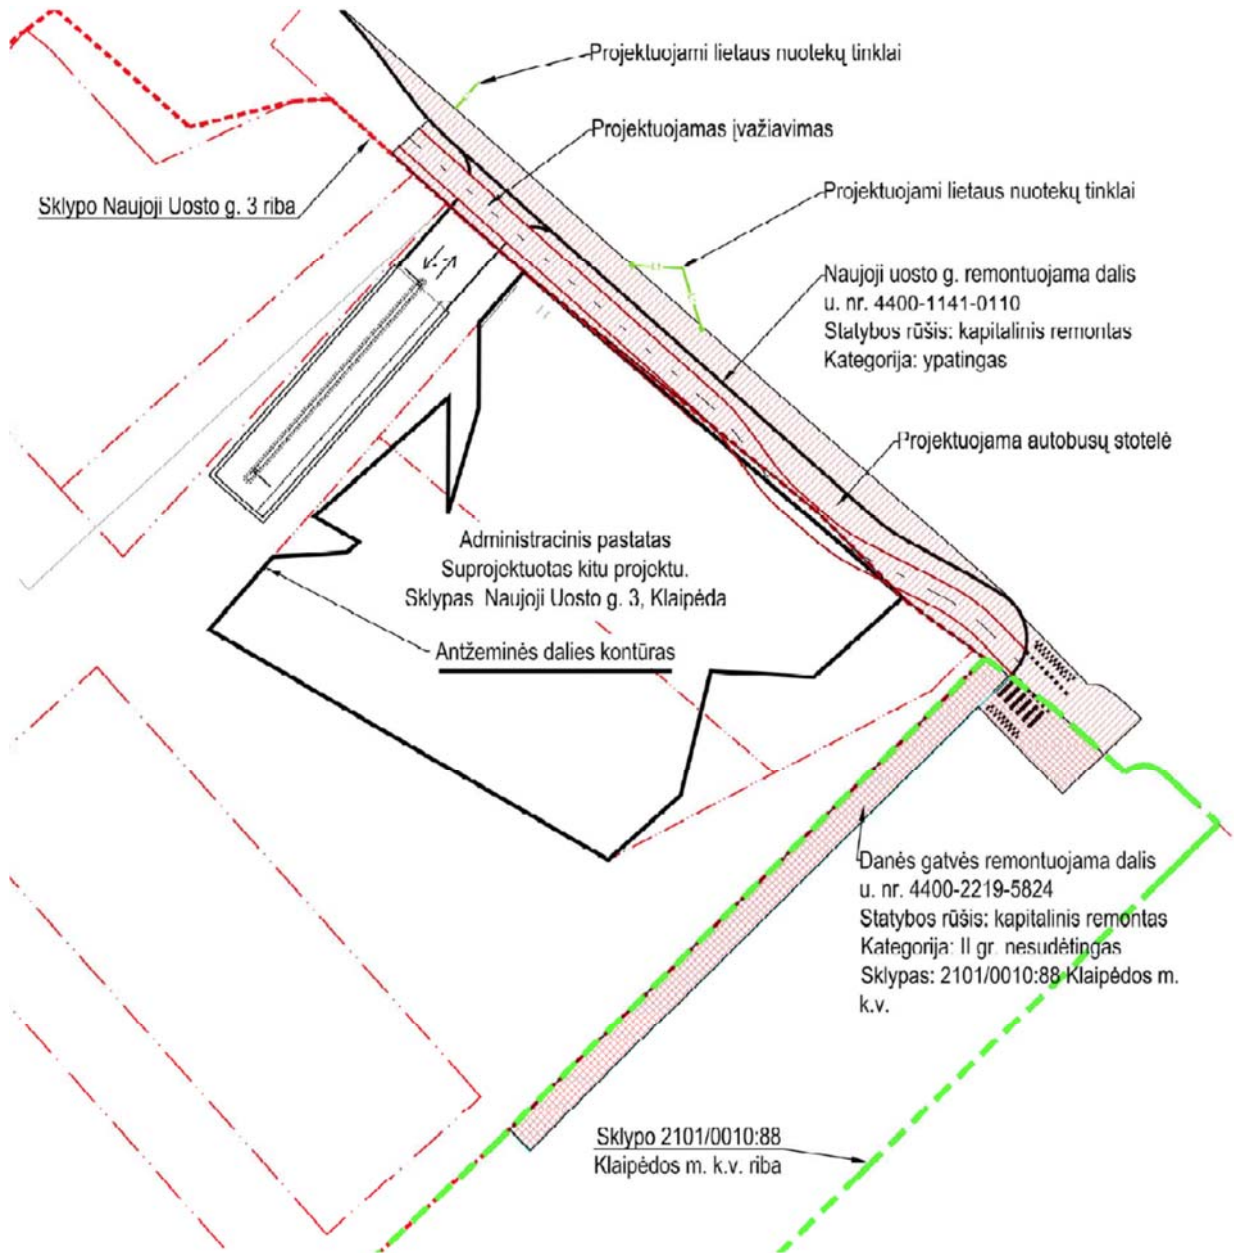 Projektuojami lietaus nuotekų tinklai
Projektuojamas įvažiavimas
Projektuojami lietaus nuotekų tinklai
Sklypo Naujoji Uosto g. 3 riba
Naujoji uosto g. remontuojama dalis
u. nr. 4400-1141-0110
Statybos rūšis: kapitalinis remontas
Kategorija: ypatingas
Projektuojama autobusų stotelė
Administracinis pastatas
Suprojektuotas kitu projektu.
Sklypas Naujoji Uosto g. 3, Klaipėda
Antžeminės dalies kontūras
Danės gatvės remontuojama dalis
u. nr. 4400-2219-5824
Statybos rūšis: kapitalinis remontas
Kategorija: II gr. nesudėtingas
Sklypas: 2101/0010:88 Klaipėdos m.
k.v.
Sklypo 2101/0010:88
Klaipėdos m. k.v. riba